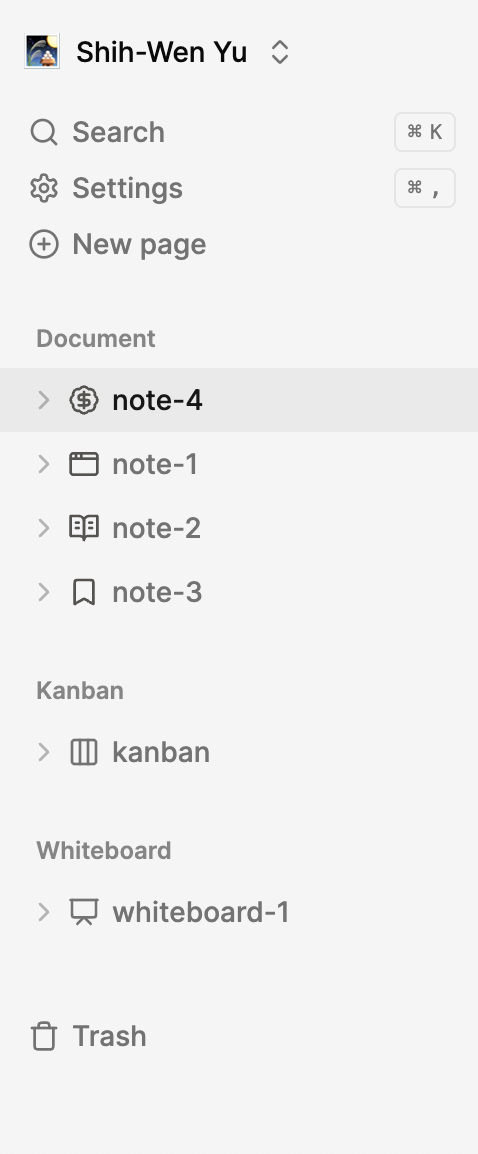 Shih-Wen Yu
Search ⌘ K
Settings ⌘ ,
New page
Document
note-4
note-1
note-2
note-3
Kanban
kanban
Whiteboard
whiteboard-1
Trash